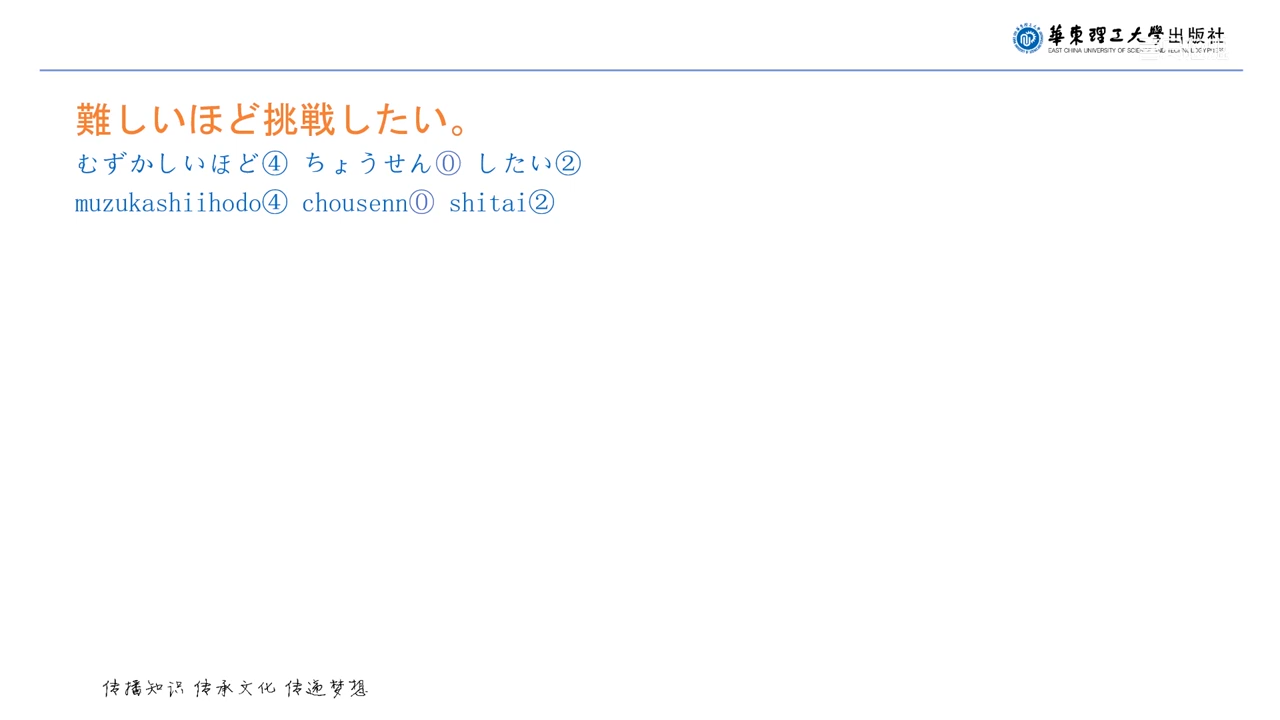 華東理工大學出版社
難しいほど挑戦したい。
むずかしいほど④ ちょうせん⓪ したい②
muzukashiihodo④ chousenn⓪ shitai②
传播知识 传承文化 传递梦想